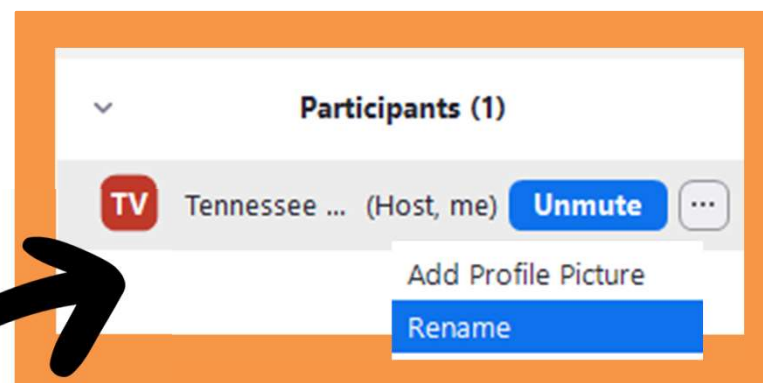 Participants (1)
TV Tennessee ... (Host, me) Unmute ...
Add Profile Picture
Rename